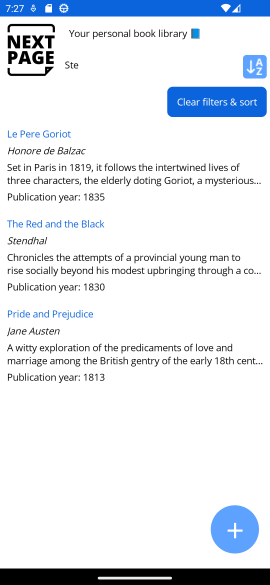 7:27
NEXT
PAGE
Your personal book library
Ste
A
Z
Clear filters & sort
Le Pere Goriot
Honore de Balzac
Set in Paris in 1819, it follows the intertwined lives of
three characters, the elderly doting Goriot, a mysterious...
Publication year: 1835
The Red and the Black
Stendhal
Chronicles the attempts of a provincial young man to
rise socially beyond his modest upbringing through a co...
Publication year: 1830
Pride and Prejudice
Jane Austen
A witty exploration of the predicaments of love and
marriage among the British gentry of the early 18th cent...
Publication year: 1813